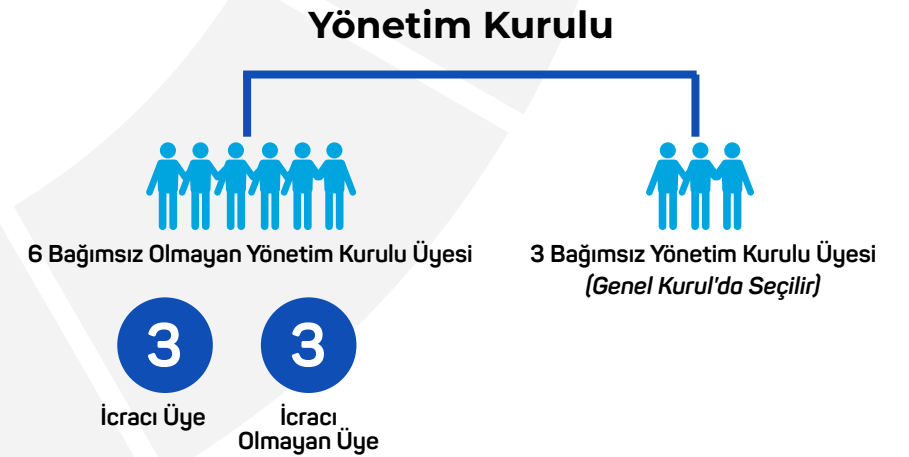 Yönetim Kurulu
6 Bağımsız Olmayan Yönetim Kurulu Üyesi
3 Bağımsız Yönetim Kurulu Üyesi
(Genel Kurul'da Seçilir)
3
İcracı Üye
3
İcracı
Olmayan Üye